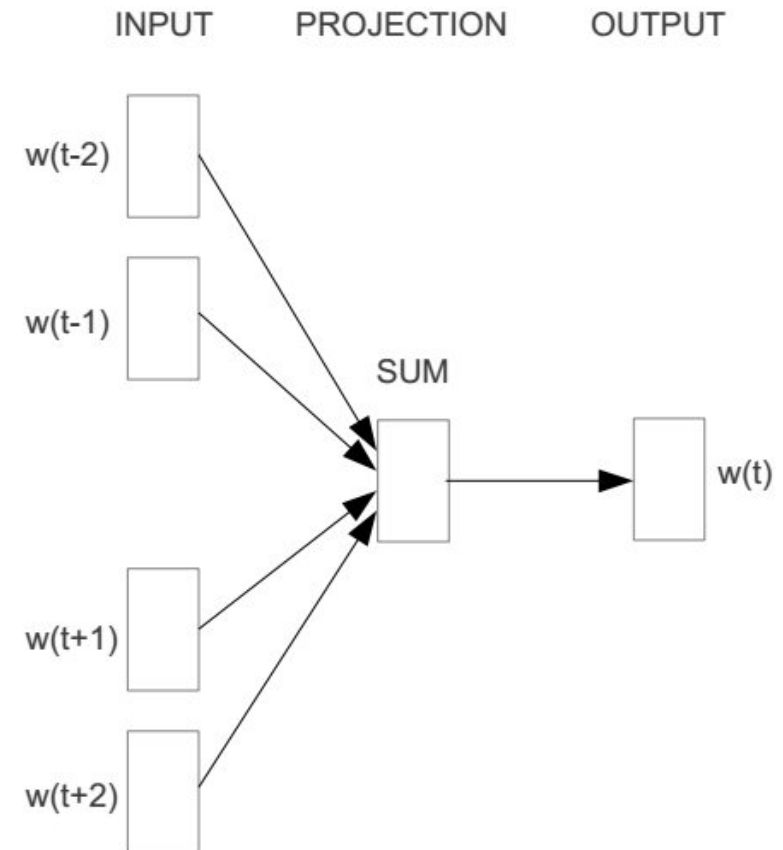 INPUT PROJECTION OUTPUT
w(t-2)
w(t-1)
SUM
w(t)
w(t+1)
w(t+2)